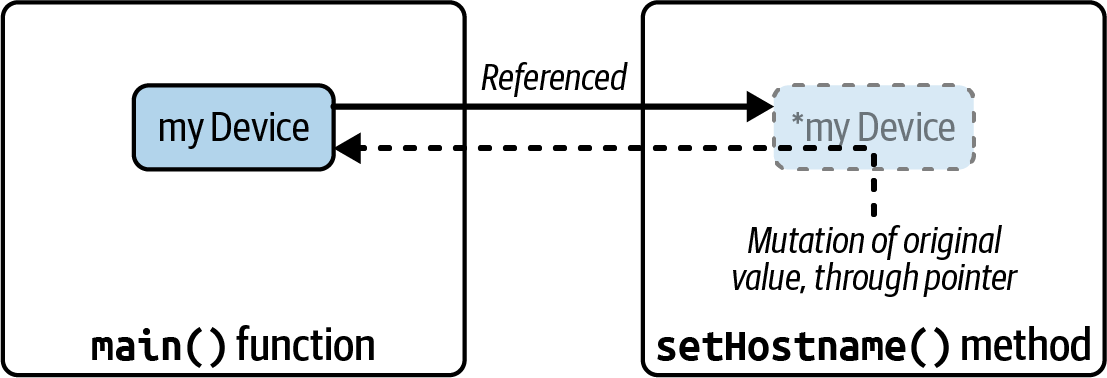 Referenced
my Device
*my Device
Mutation of original
value, through pointer
main() function
setHostname() method